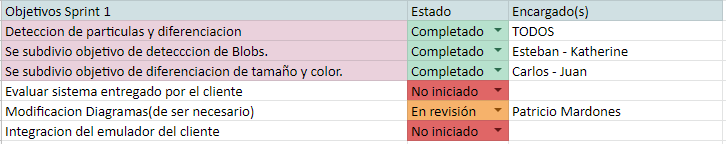 Objetivos Sprint 1 Estado Encargado(s)
Deteccion de particulas y diferenciacion Completado TODOS
Se subdivio objetivo de detecccion de Blobs. Completado Esteban - Katherine
Se subdivio objetivo de diferenciacion de tamaño y color. Completado Carlos - Juan
Evaluar sistema entregado por el cliente No iniciado
Modificacion Diagramas(de ser necesario) En revisión Patricio Mardones
Integracion del emulador del cliente No iniciado